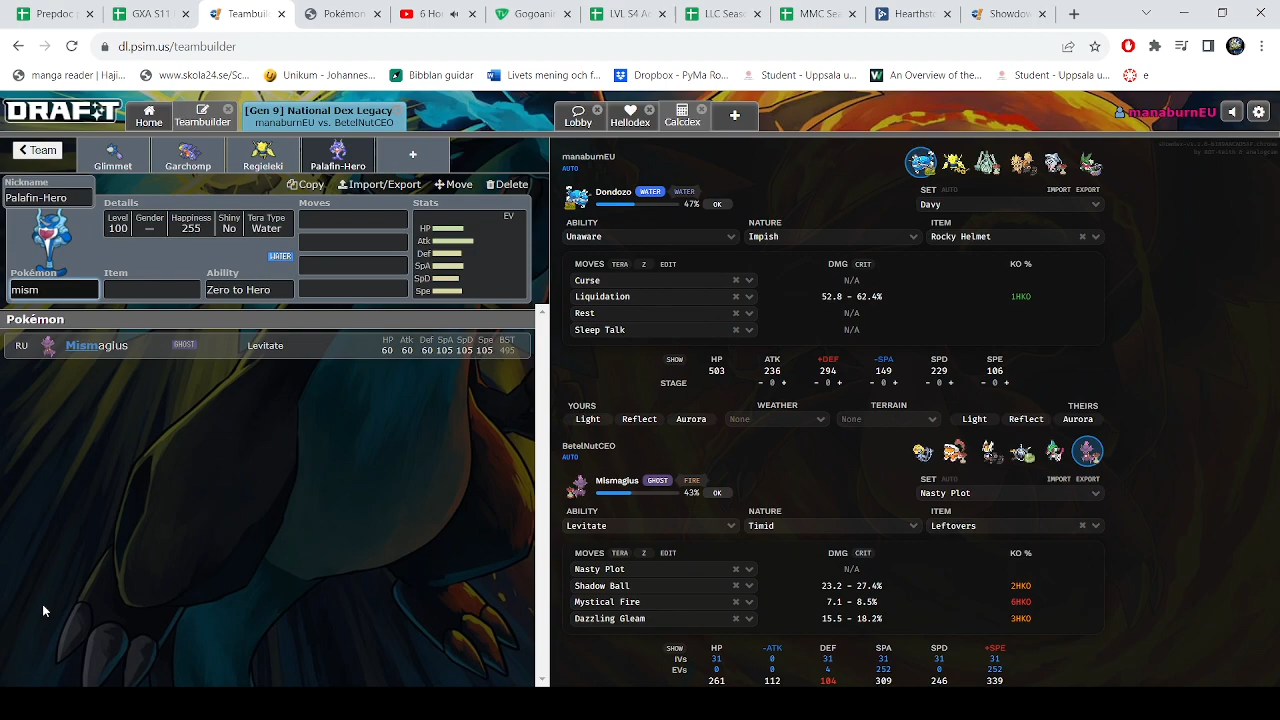 Prepdoc :
GXA S11
Teambuil
Pokémon
6 Hou
Gogoanir
LVL S4 A
LLC Seas
MMC Sea
Hearthsto
Showdow
dl.psim.us/teambuilder
manga reader | Haji...
www.skola24.se/Sc...
Unikum - Johannes...
Bibblan guidar
Livets mening och f...
Dropbox - PyMa Ro...
Student - Uppsala u...
An Overview of the...
Student - Uppsala u...
e
DRAFT
Home
Teambuilder
[Gen 9] National Dex Legacy
manaburnEU vs. BetelNutCEO
Lobby
Hellodex
Calcdex
manaburnEU
Team
Glimmet
Garchomp
Regieleki
Palafin-Hero
Nickname
Palafin-Hero
Copy
Import/Export
Move
Delete
Details
Level Gender Happiness Shiny Tera Type
100 — 255 No Water
WATER
Moves
Stats
EV
HP
Atk
Def
SpA
SpD
Spe
Pokémon
mism
Item
Ability
Zero to Hero
Pokémon
RU Mismagius GHOST Levitate
HP Atk Def SpA SpD Spe BST
60 60 60 105 105 105 495
manaburnEU
AUTO
Dondozo WATER WATER
47% OK
SET AUTO IMPORT EXPORT
Davy
ABILITY NATURE ITEM
Unaware Impish Rocky Helmet
MOVES TERA Z EDIT DMG CRIT KO %
Curse N/A
Liquidation 52.8 - 62.4% 1HKO
Rest N/A
Sleep Talk N/A
SHOW HP ATK +DEF -SPA SPD SPE
503 236 294 149 229 106
STAGE - 0 + - 0 + - 0 + - 0 + - 0 +
YOURS WEATHER TERRAIN THEIRS
Light Reflect Aurora None None Light Reflect Aurora
BetelNutCEO
AUTO
Mismagius GHOST FIRE
43% OK
SET AUTO IMPORT EXPORT
Nasty Plot
ABILITY NATURE ITEM
Levitate Timid Leftovers
MOVES TERA Z EDIT DMG CRIT KO %
Nasty Plot N/A
Shadow Ball 23.2 - 27.4% 2HKO
Mystical Fire 7.1 - 8.5% 6HKO
Dazzling Gleam 15.5 - 18.2% 3HKO
SHOW HP -ATK DEF SPA SPD +SPE
IVs 31 0 31 31 31 31
EVs 0 0 4 252 0 252
261 112 104 309 246 339